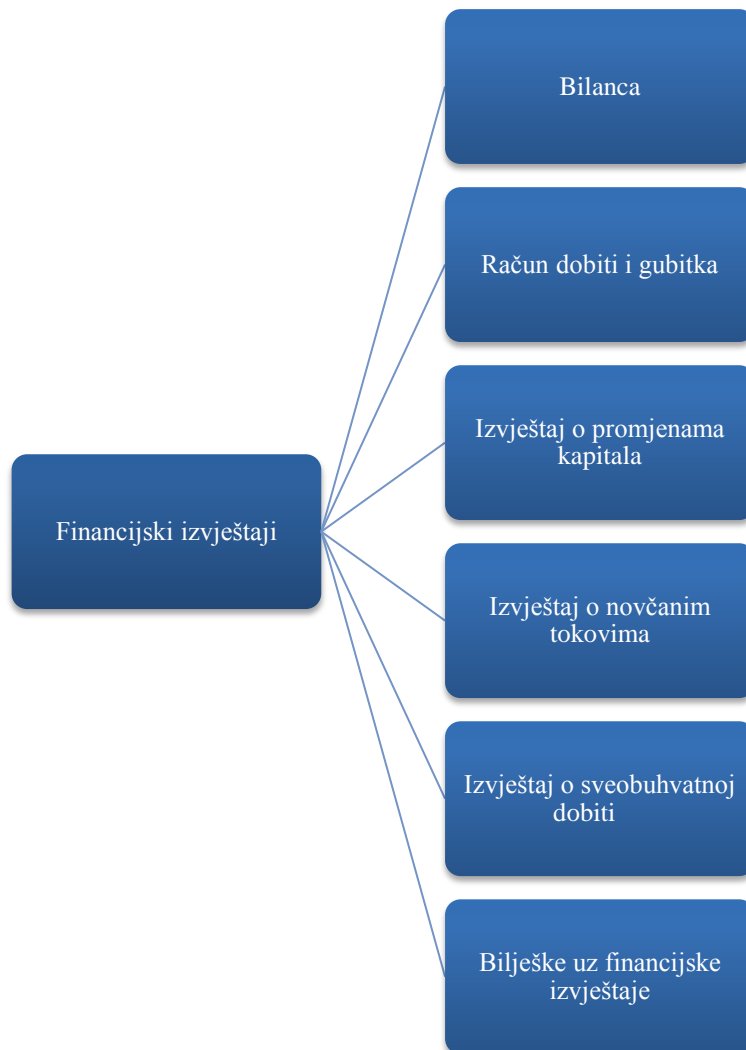 Bilanca
Račun dobiti i gubitka
Izvještaj o promjenama
kapitala
Financijski izvještaji
Izvještaj o novčanim
tokovima
Izvještaj o sveobuhvatnoj
dobiti
Bilješke uz financijske
izvještaje